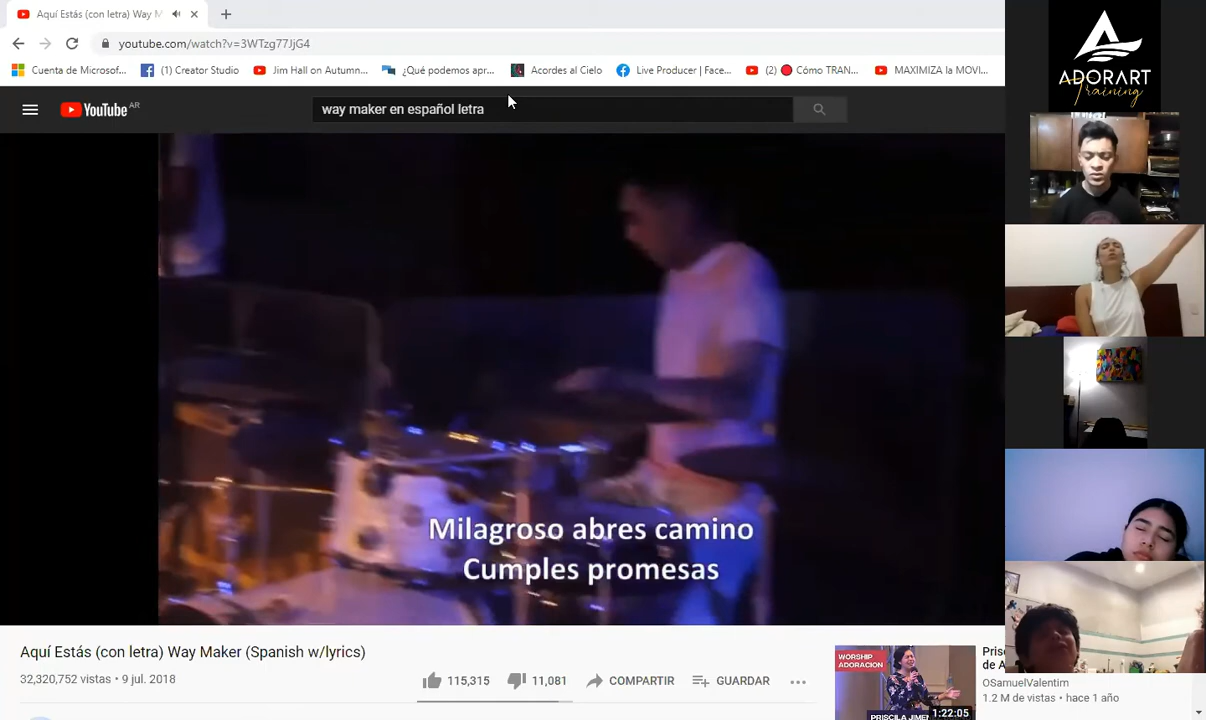 Aquí Estás (con letra) Way M
youtube.com/watch?v=3WTzg77JjG4
Cuenta de Microsof...
(1) Creator Studio
Jim Hall on Autumn...
¿Qué podemos apr...
Acordes al Cielo
Live Producer | Face...
(2) 🔴 Cómo TRAN...
MAXIMIZA la MOVI...
YouTube AR
way maker en español letra
ADORART
Training
Milagroso abres camino
Cumples promesas
Aquí Estás (con letra) Way Maker (Spanish w/lyrics)
32,320,752 vistas • 9 jul. 2018
115,315
11,081
COMPARTIR
GUARDAR
WORSHIP
ADORACION
PRISCILA JIME
1:22:05
Prisc
de A
OSamuelValentim
1.2 M de vistas • hace 1 año